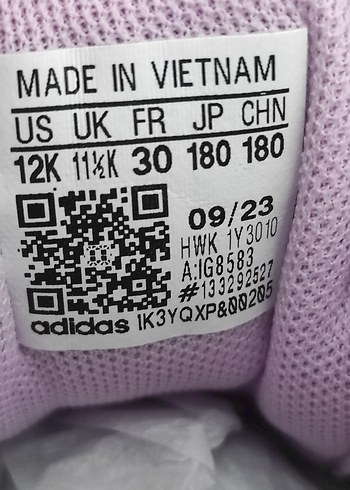 MADE IN VIETNAM
US UK FR JP CHN
12K 11½K 30 180 180
09/23
HWK 1Y3010
A:IG8583
#133292527
adidas 1K3YQXP&00205